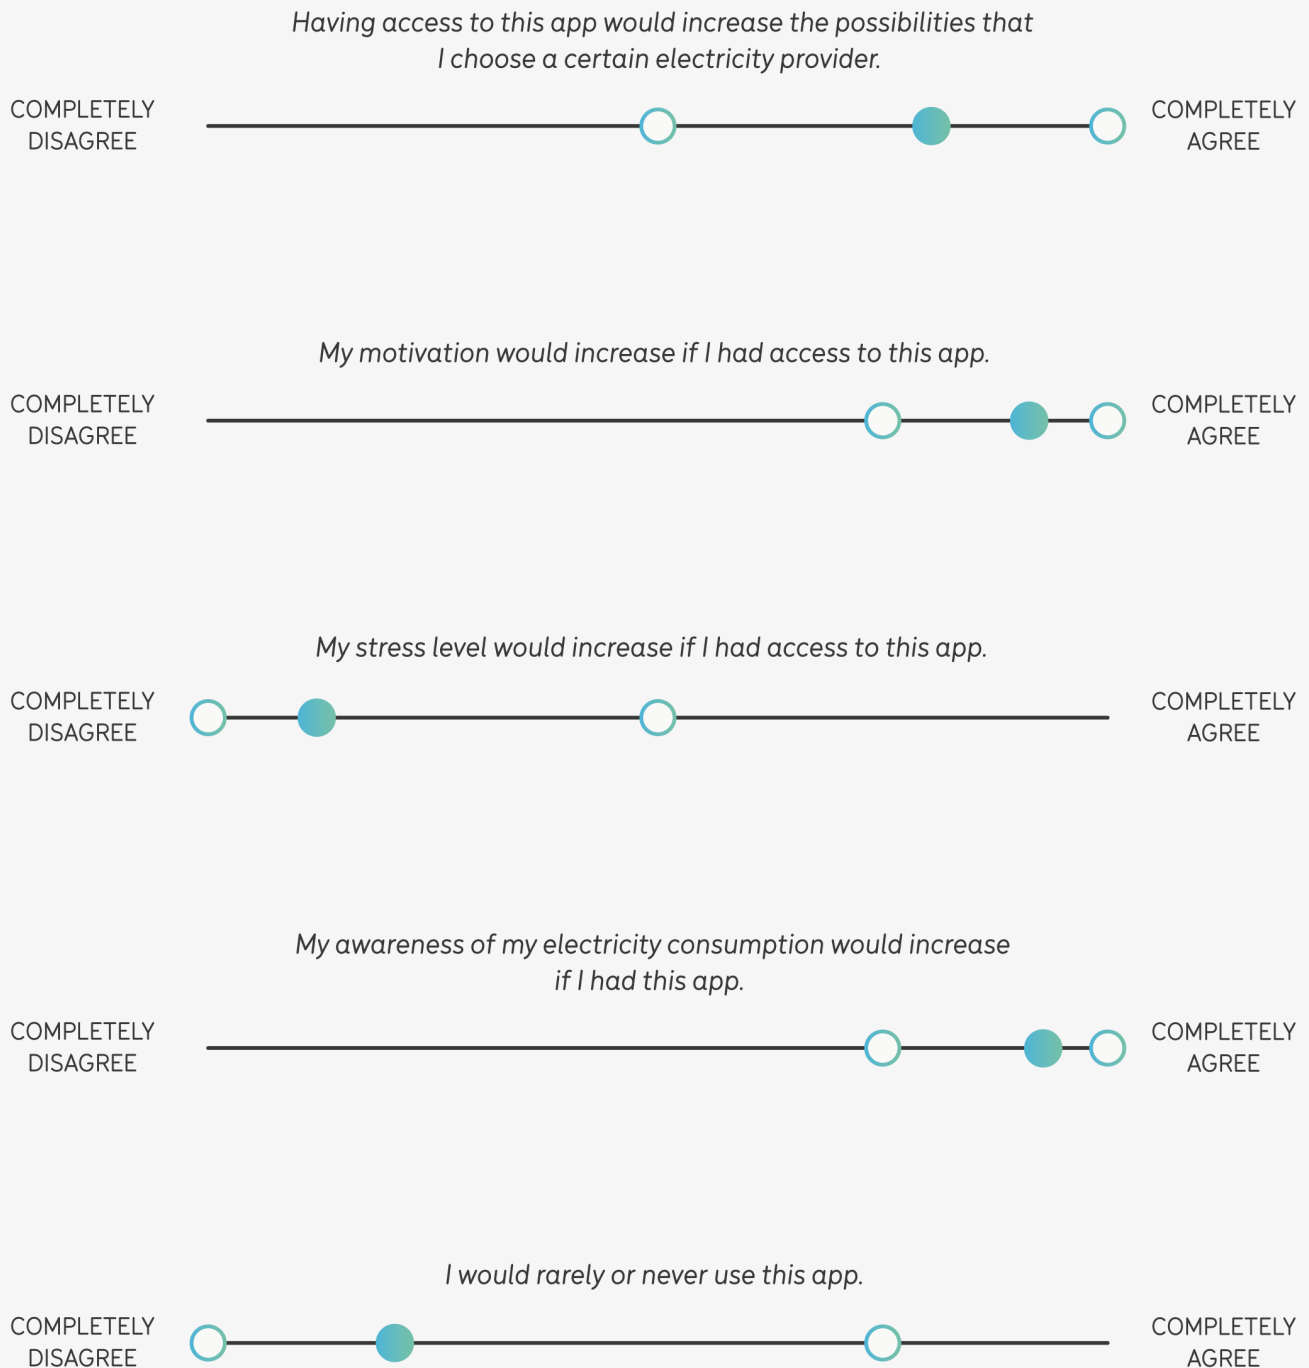 Having access to this app would increase the possibilities that
I choose a certain electricity provider.
COMPLETELY
DISAGREE
COMPLETELY
AGREE
My motivation would increase if I had access to this app.
COMPLETELY
DISAGREE
COMPLETELY
AGREE
My stress level would increase if I had access to this app.
COMPLETELY
DISAGREE
COMPLETELY
AGREE
My awareness of my electricity consumption would increase
if I had this app.
COMPLETELY
DISAGREE
COMPLETELY
AGREE
I would rarely or never use this app.
COMPLETELY
DISAGREE
COMPLETELY
AGREE